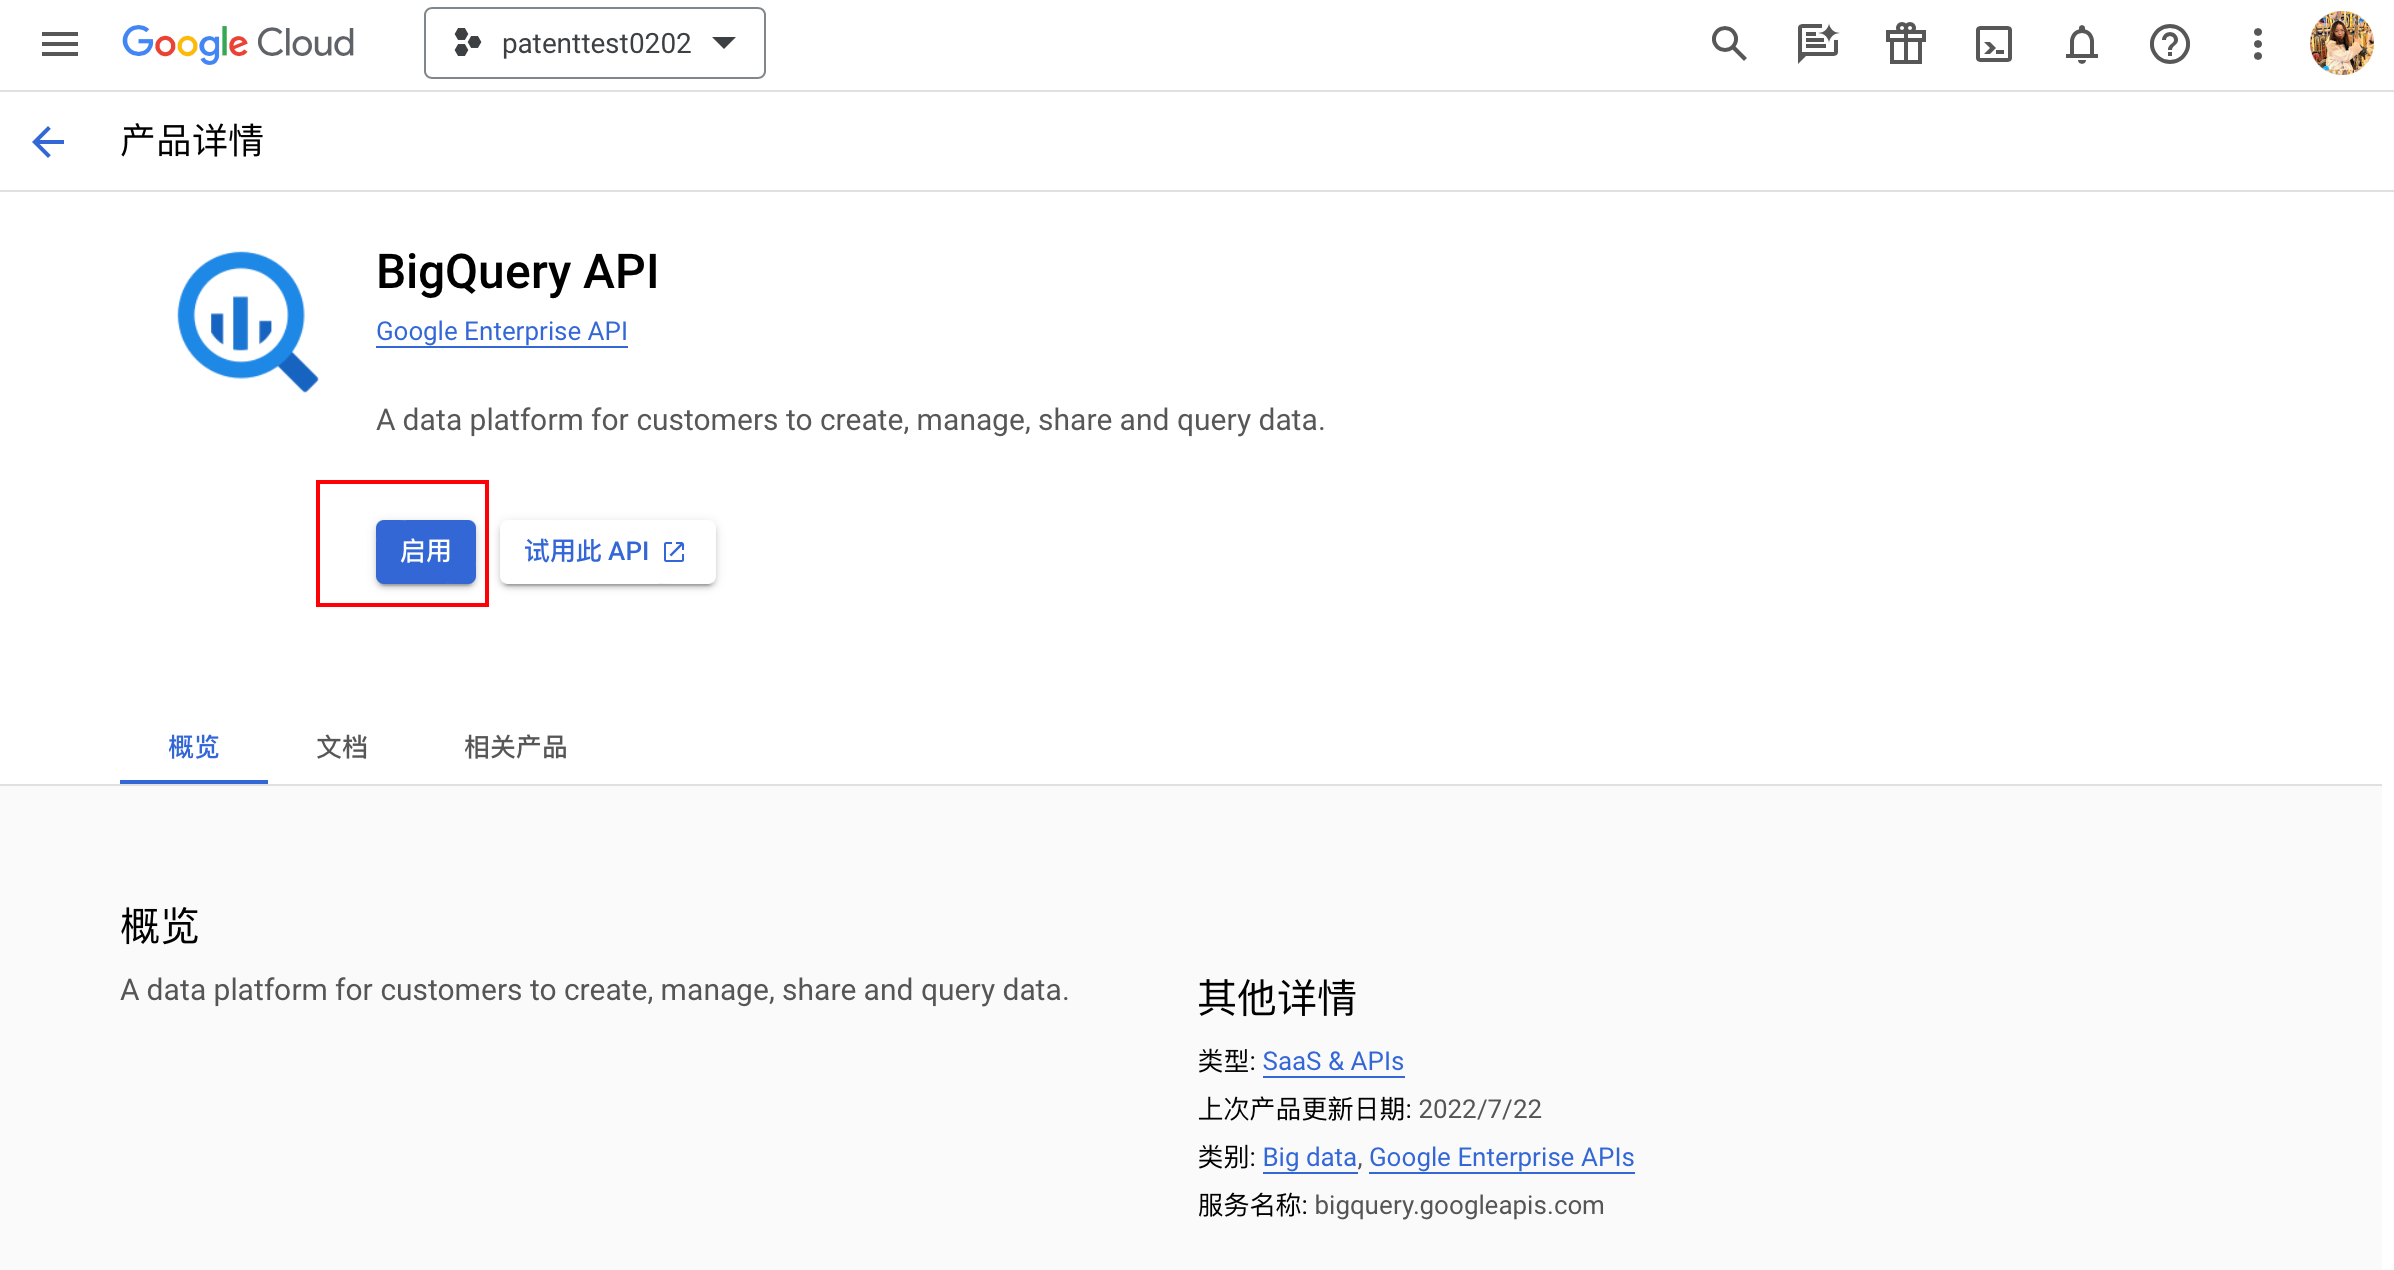 Google Cloud
patenttest0202
产品详情
BigQuery API
Google Enterprise API
A data platform for customers to create, manage, share and query data.
启用
试用此 API
概览 文档 相关产品
概览
A data platform for customers to create, manage, share and query data.
其他详情
类型: SaaS & APIs
上次产品更新日期: 2022/7/22
类别: Big data, Google Enterprise APIs
服务名称: bigquery.googleapis.com